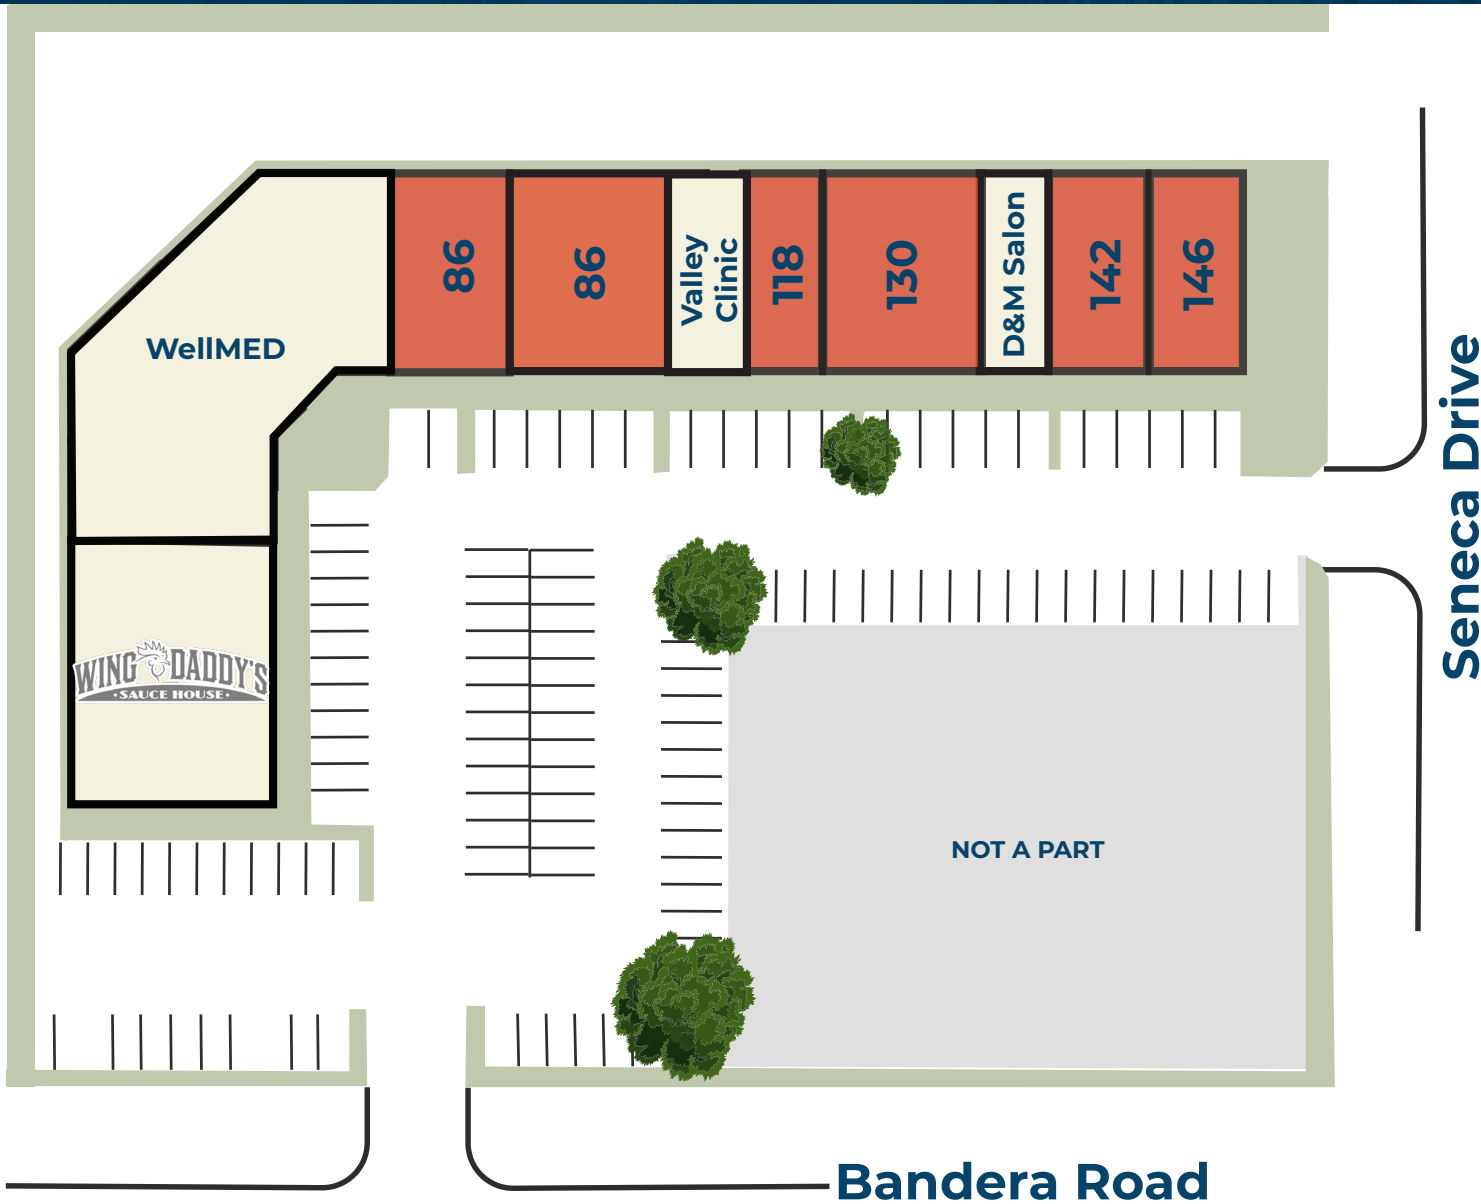 WellMED
86
86
Valley
Clinic
118
130
D&M Salon
142
146
Seneca Drive
WING DADDY'S
·SAUCE HOUSE·
NOT A PART
Bandera Road